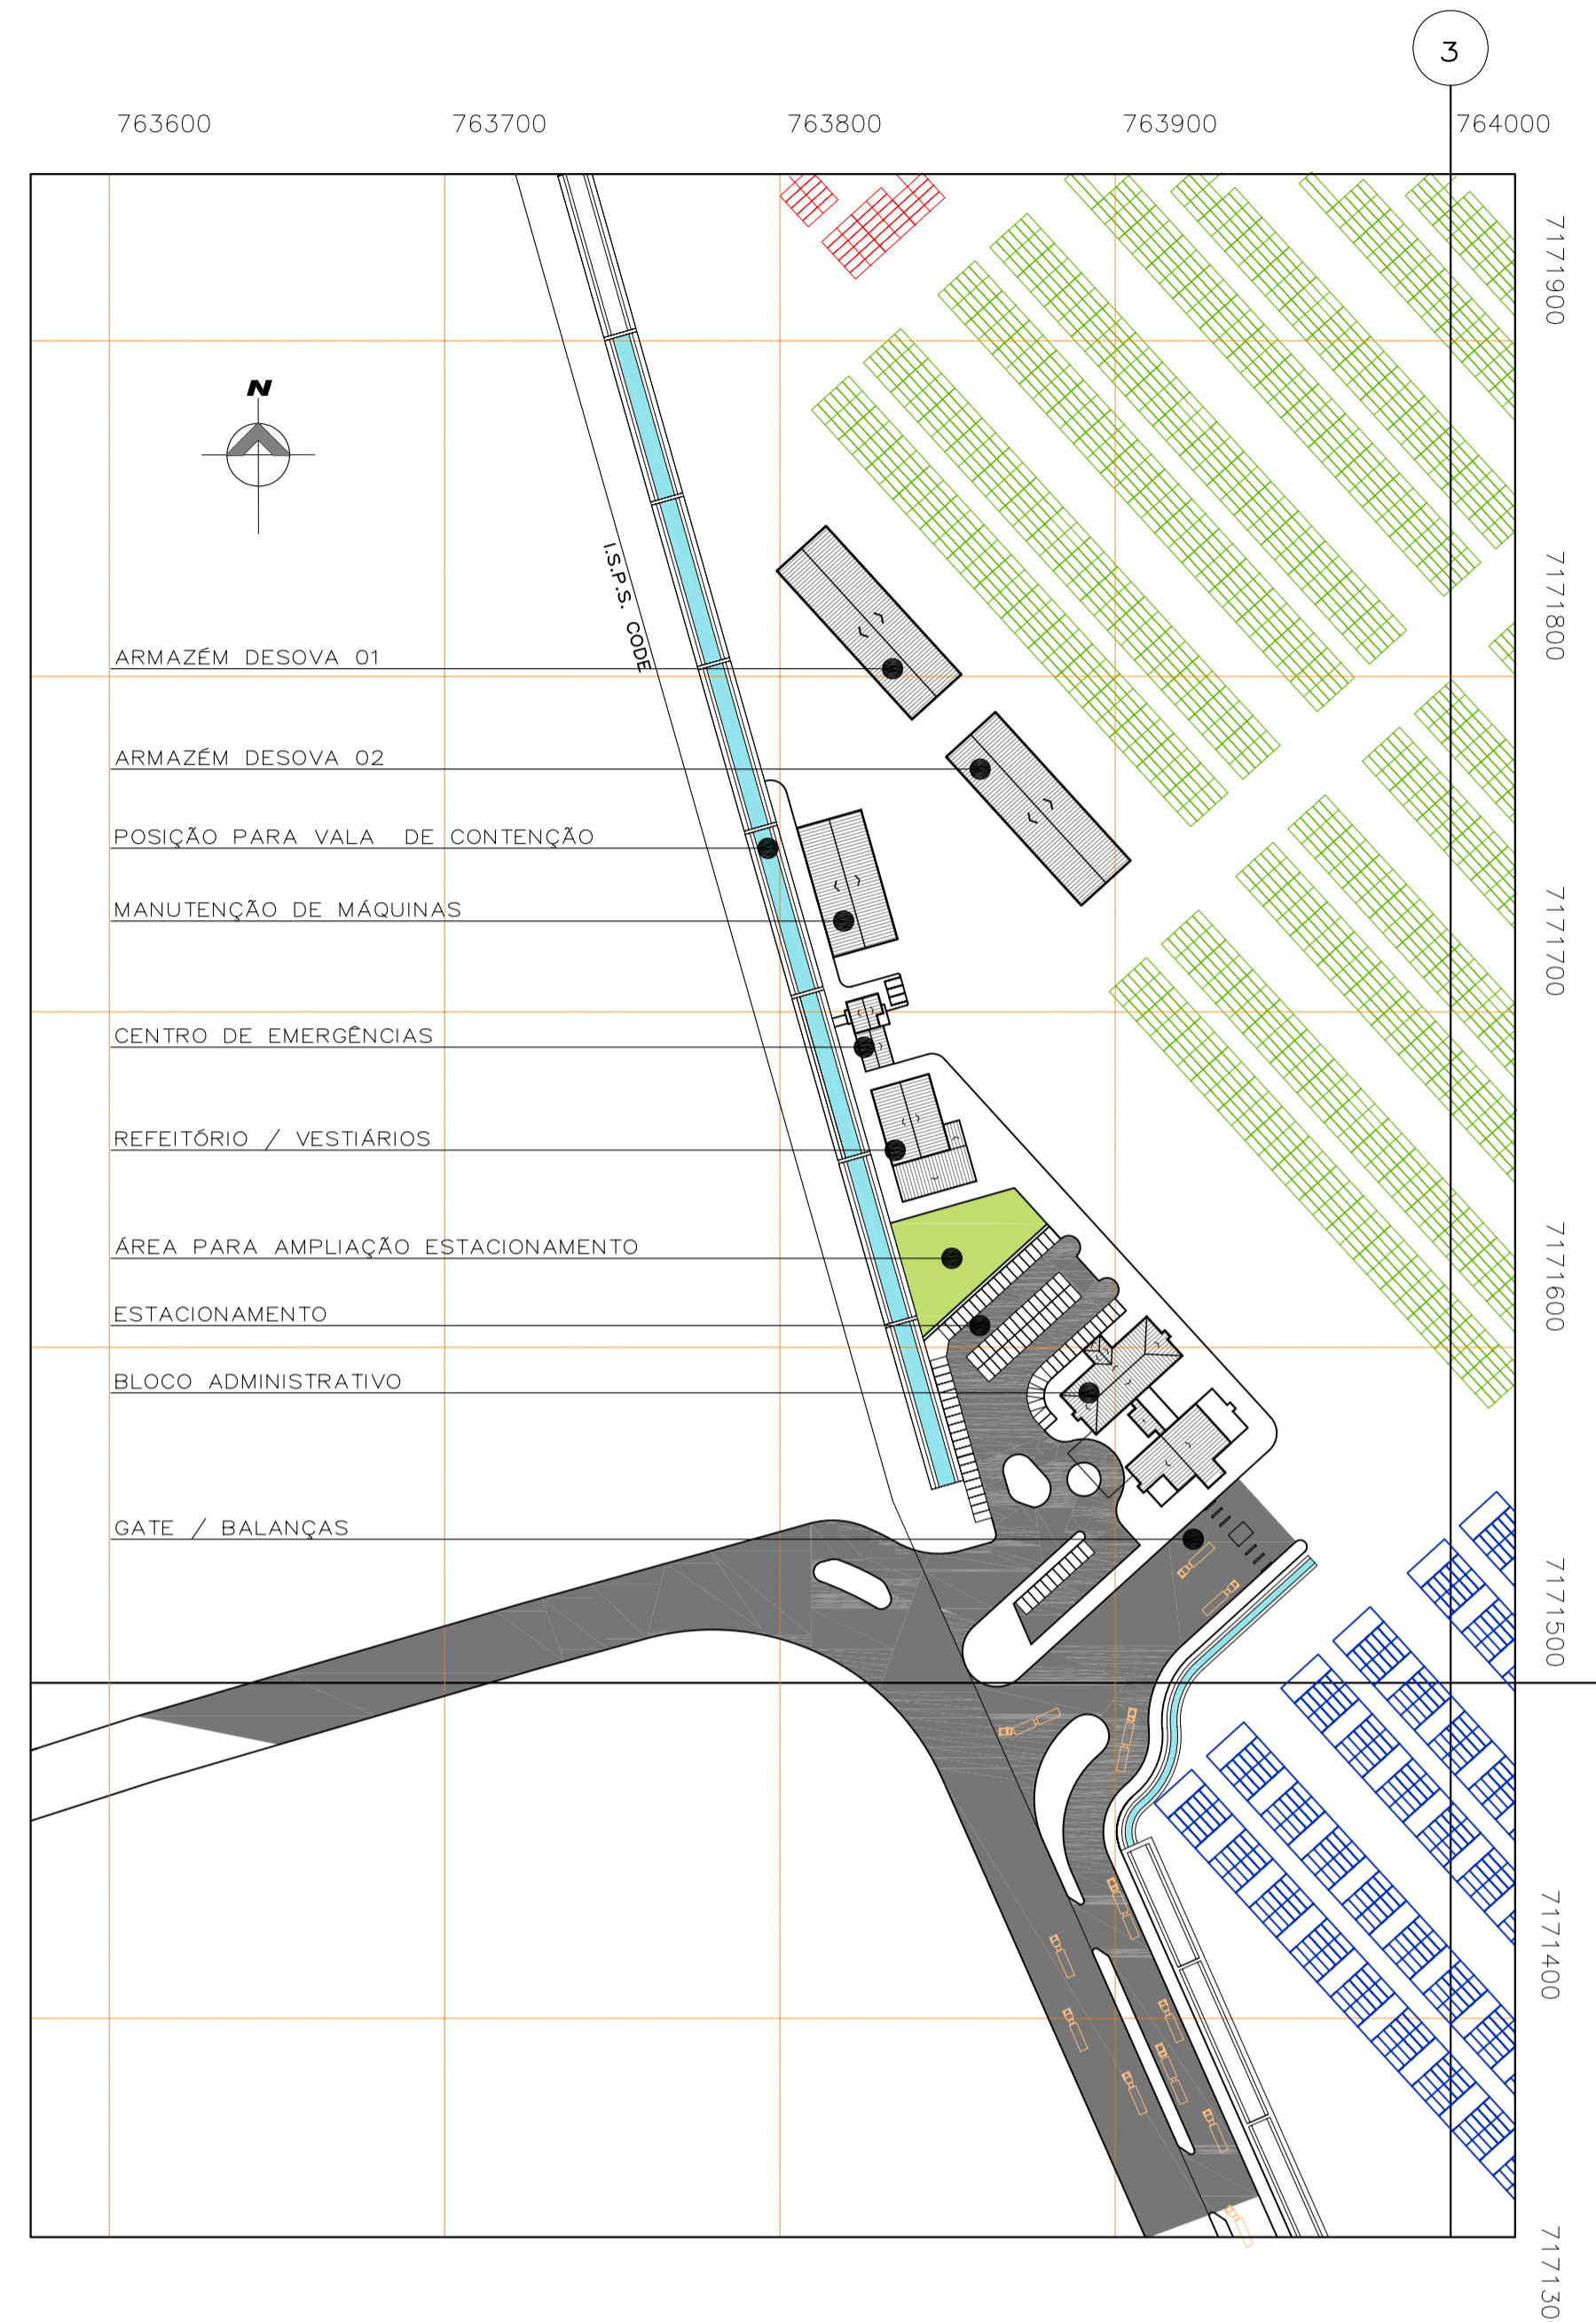 3
763600
763700
763800
763900
764000
7171900
N
I.S.P.S. CODE
7171800
ARMAZÉM DESOVA 01
ARMAZÉM DESOVA 02
POSIÇÃO PARA VALA DE CONTENÇÃO
MANUTENÇÃO DE MÁQUINAS
7171700
CENTRO DE EMERGÊNCIAS
REFEITÓRIO / VESTIÁRIOS
ÁREA PARA AMPLIAÇÃO ESTACIONAMENTO
7171600
ESTACIONAMENTO
BLOCO ADMINISTRATIVO
GATE / BALANÇAS
7171500
7171400
717130